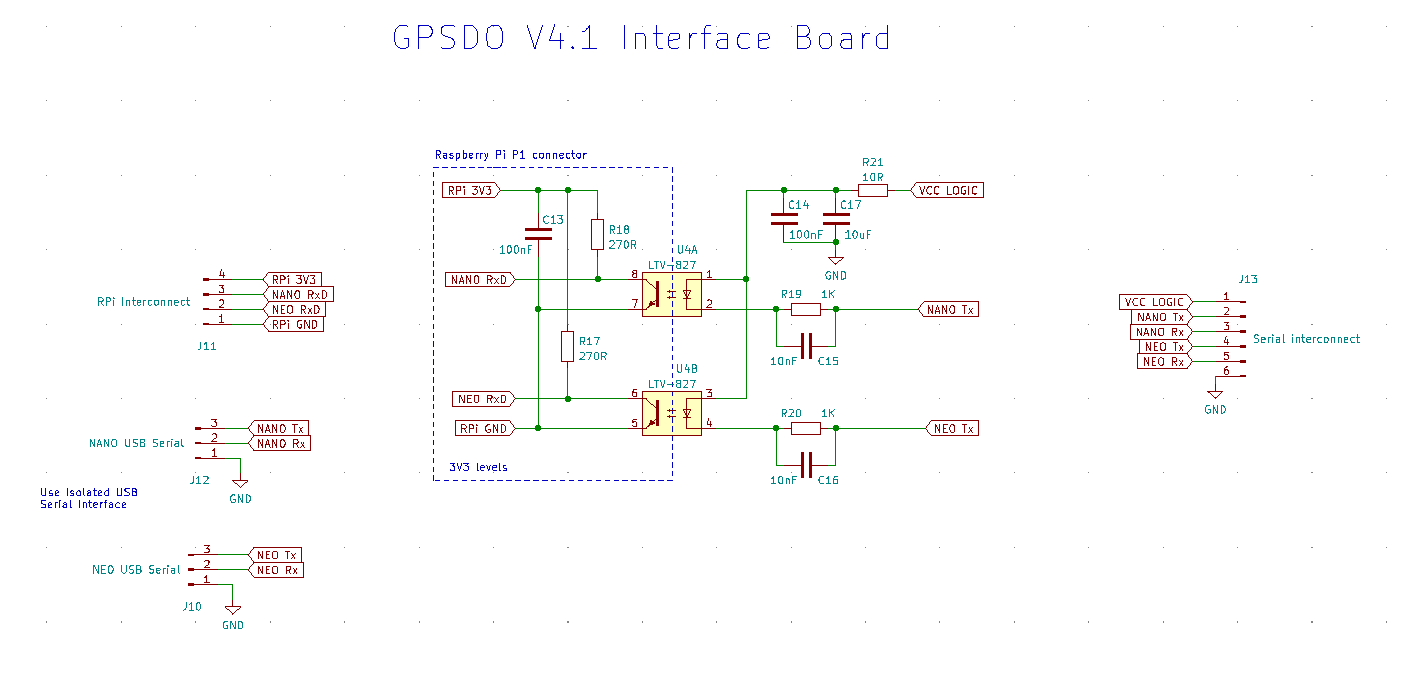 GPSDO V4.1 Interface Board
Raspberry Pi P1 connector
RPi 3V3
C13
100nF
R18
270R
NANO RxD
U4A
LTV-827
8
7
1
2
R17
270R
NEO RxD
RPi GND
U4B
LTV-827
6
5
3
4
3V3 levels
R21
10R
VCC LOGIC
C14
100nF
C17
10uF
GND
R19
1K
NANO Tx
10nF
C15
R20
1K
NEO Tx
10nF
C16
RPi Interconnect
4
3
2
1
RPi 3V3
NANO RxD
NEO RxD
RPi GND
J11
NANO USB Serial
3
2
1
NANO Tx
NANO Rx
J12
GND
Use Isolated USB
Serial Interface
NEO USB Serial
3
2
1
NEO Tx
NEO Rx
J10
GND
J13
VCC LOGIC
NANO Tx
NANO Rx
NEO Tx
NEO Rx
1
2
3
4
5
6
Serial interconnect
GND